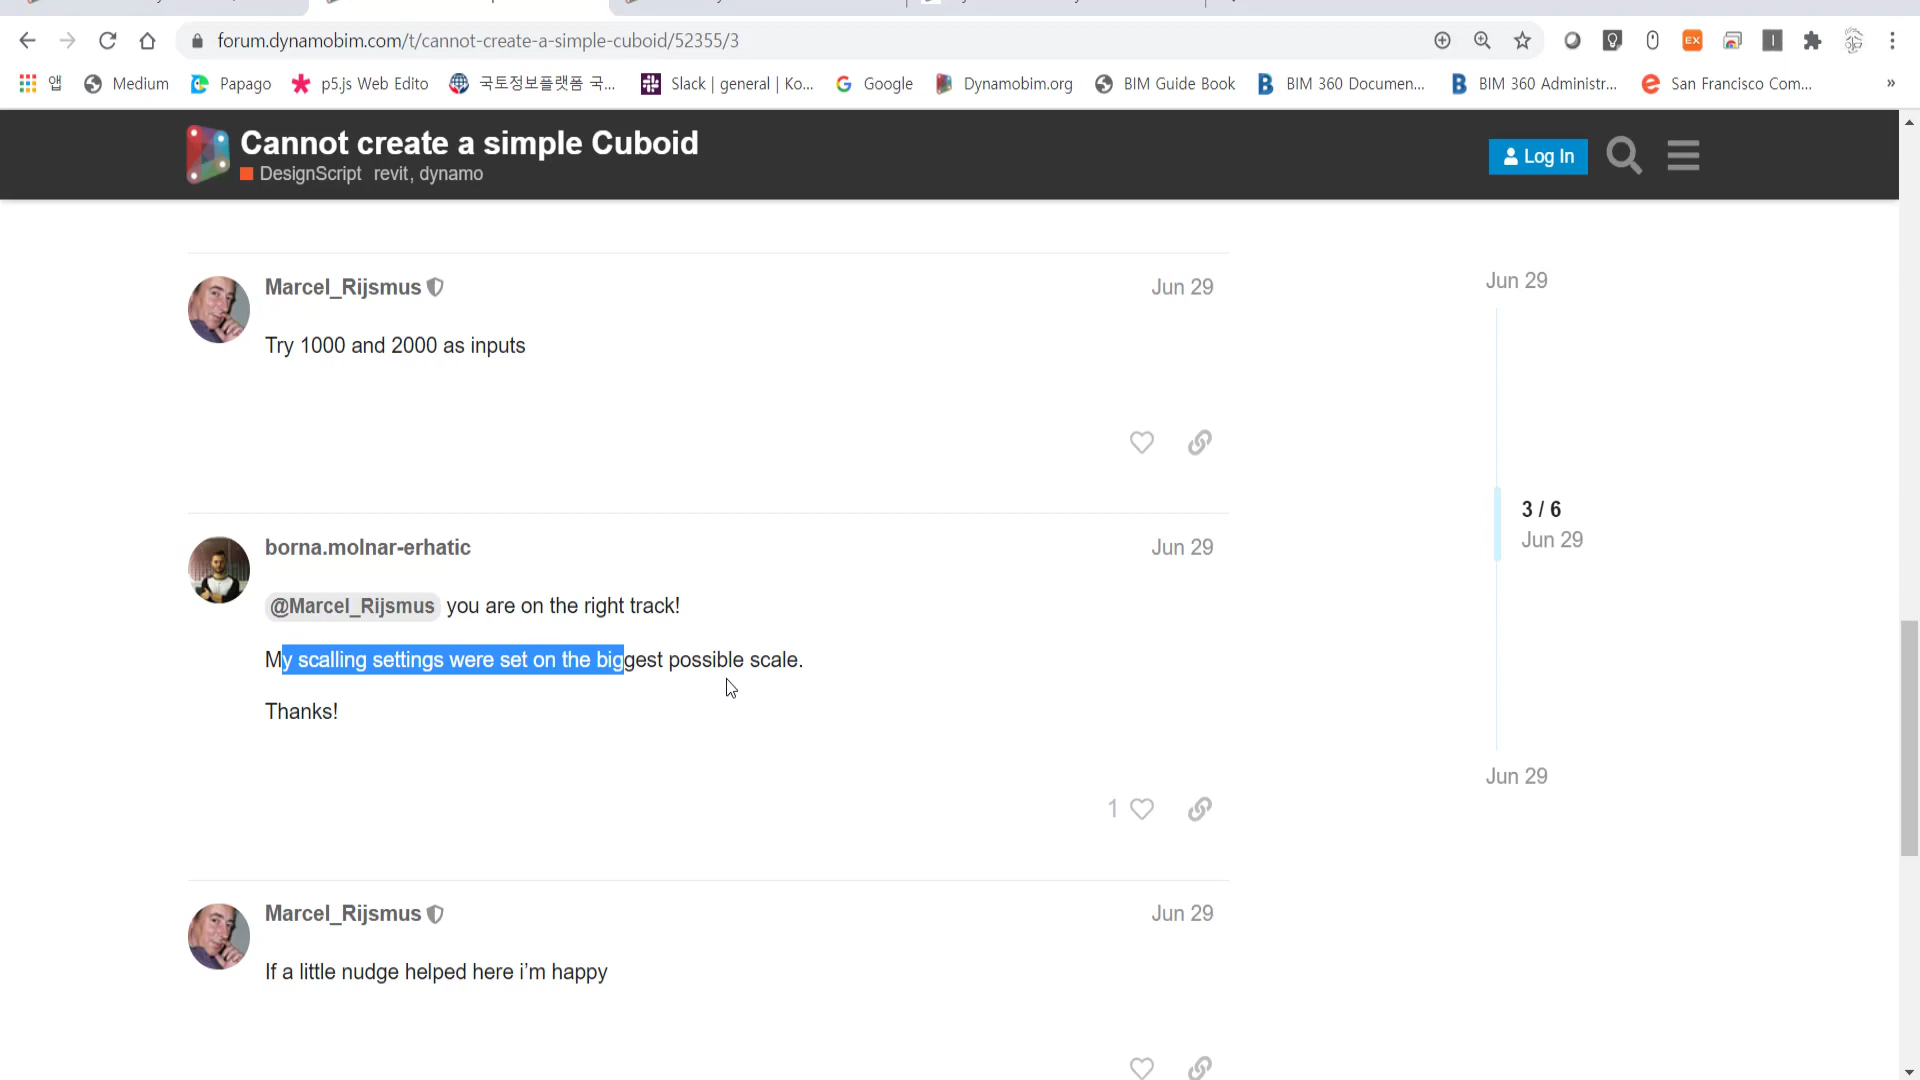 forum.dynamobim.com/t/cannot-create-a-simple-cuboid/52355/3
앱 Medium Papago p5.js Web Edito 국토정보플랫폼 국... Slack | general | Ko... Google Dynamobim.org BIM Guide Book BIM 360 Documen... BIM 360 Administr... San Francisco Com... »
Cannot create a simple Cuboid
DesignScript revit, dynamo
Log In
Marcel_Rijsmus Jun 29
Try 1000 and 2000 as inputs
borna.molnar-erhatic Jun 29
@Marcel_Rijsmus you are on the right track!
My scalling settings were set on the biggest possible scale.
Thanks!
1
Marcel_Rijsmus Jun 29
If a little nudge helped here i'm happy
Jun 29
3 / 6
Jun 29
Jun 29